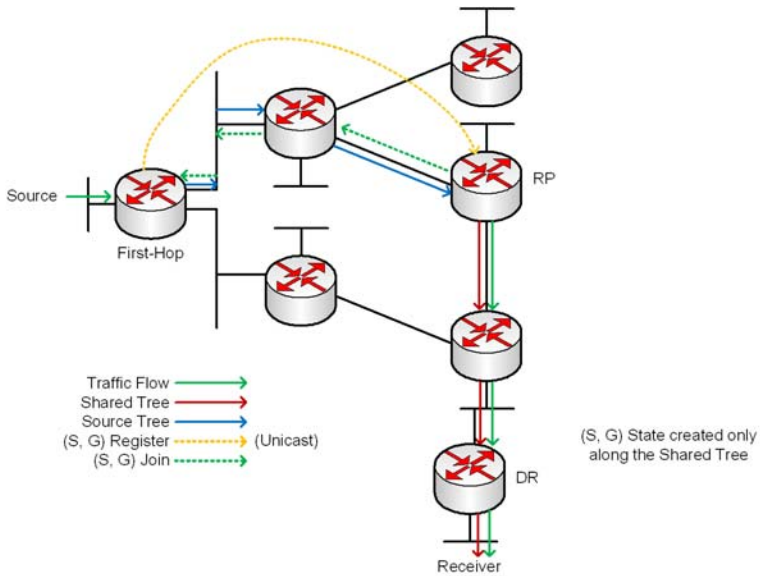 RP
Source
First-Hop
Traffic Flow
Shared Tree
Source Tree
(S, G) Register (Unicast)
(S, G) Join
(S, G) State created only
along the Shared Tree
DR
Receiver